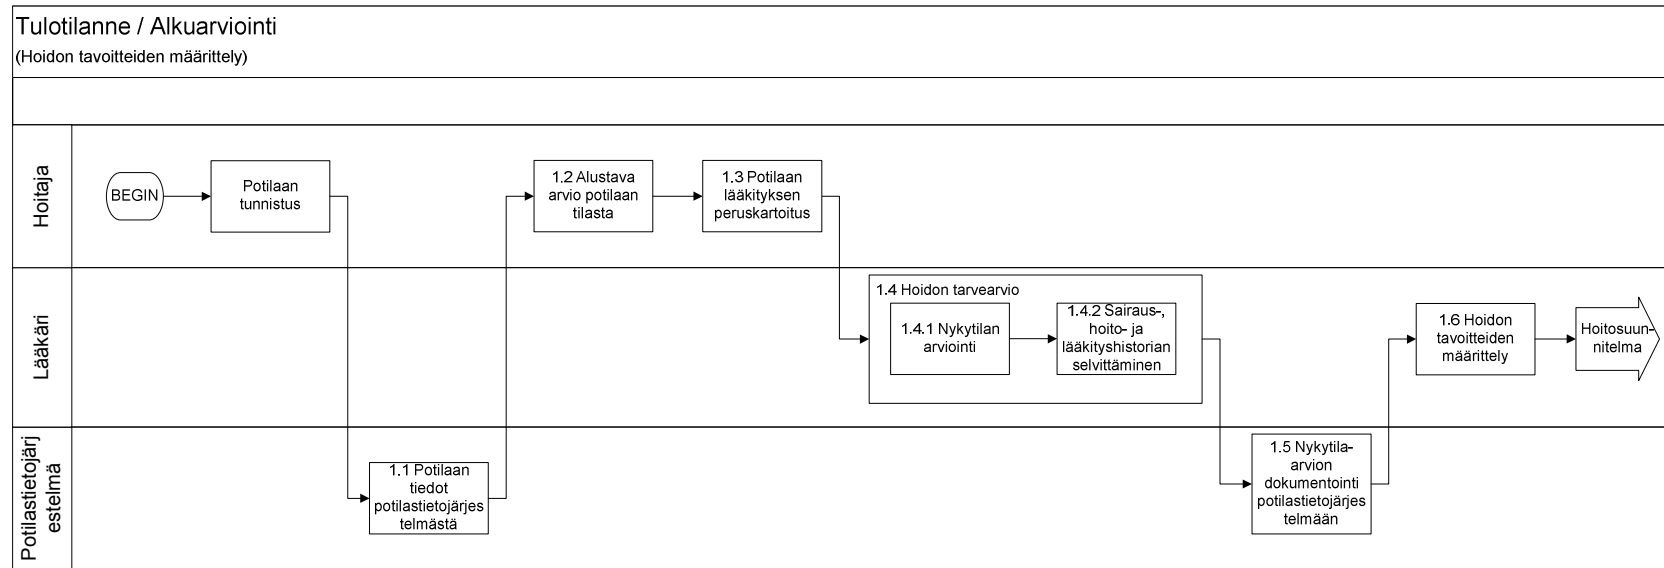 Tulotilanne / Alkuarviointi
(Hoidon tavoitteiden määrittely)
Hoitaja
BEGIN
Potilaan
tunnistus
1.2 Alustava
arvio potilaan
tilasta
1.3 Potilaan
lääkityksen
peruskartoitus
Lääkäri
1.4 Hoidon tarvearvio
1.4.1 Nykytilan
arviointi
1.4.2 Sairaus-,
hoito- ja
lääkityshistorian
selvittäminen
1.6 Hoidon
tavoitteiden
määrittely
Hoitosuun-
nitelma
Potilastietojärj
estelmä
1.1 Potilaan
tiedot
potilastietojärjes
telmästä
1.5 Nykytila-
arvion
dokumentointi
potilastietojärjes
telmään